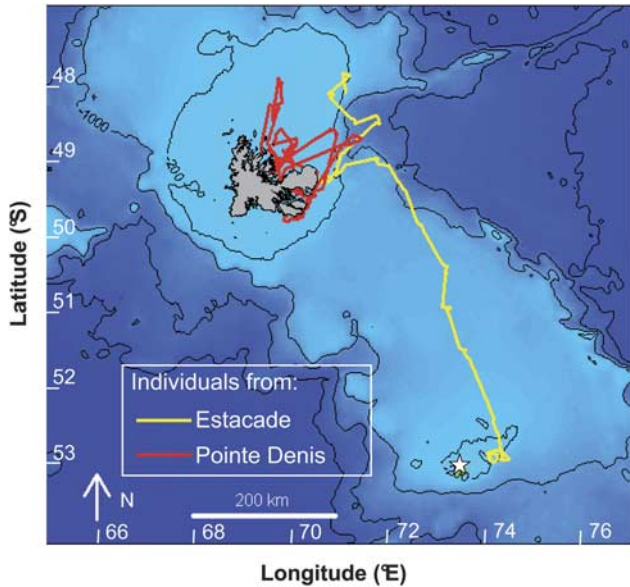 48
49
50
51
52
53
Latitude (°S)
-1000
-200
Individuals from:
Estacade
Pointe Denis
N
200 km
66
68
70
72
74
76
Longitude (°E)